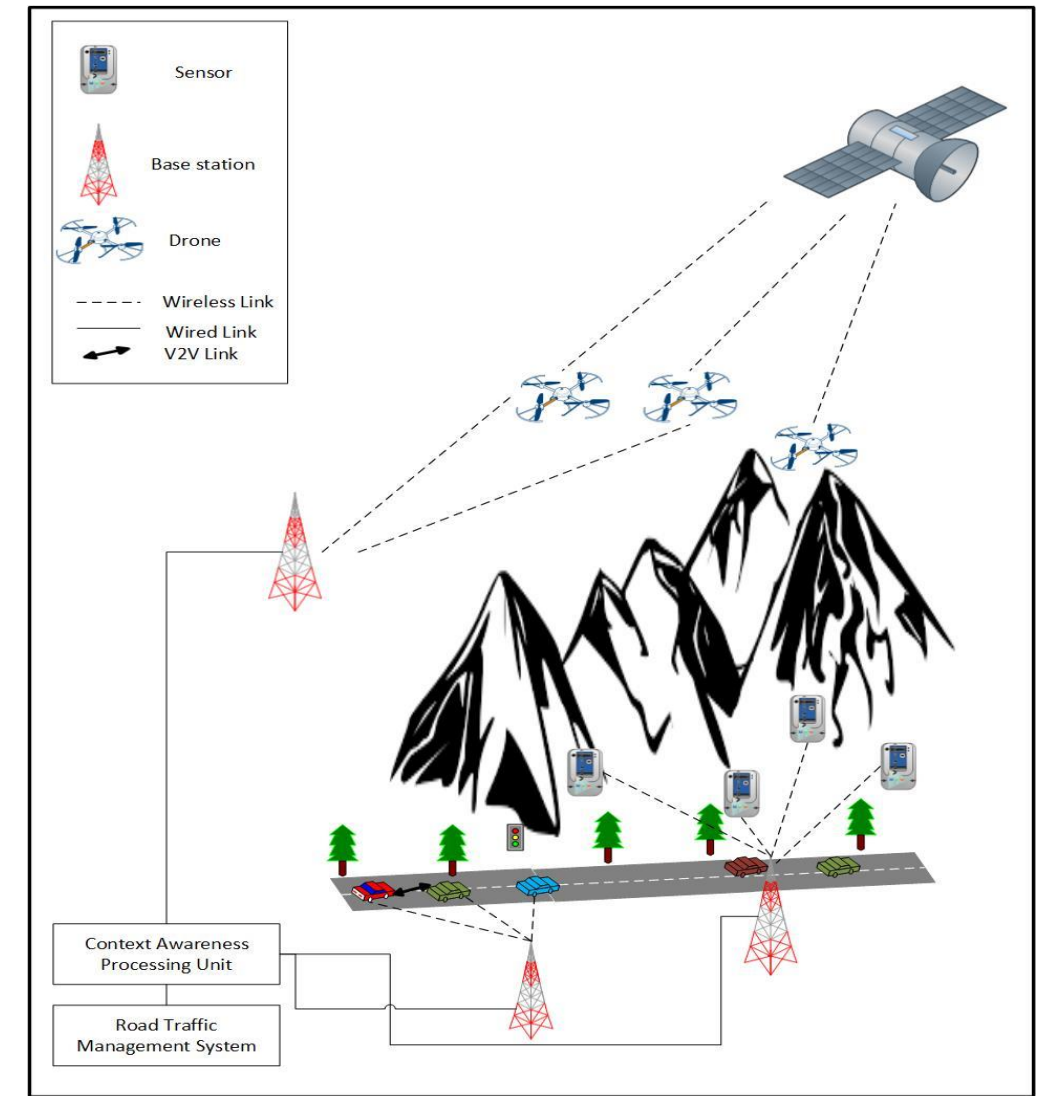 Sensor
Base station
Drone
Wireless Link
Wired Link
V2V Link
Context Awareness
Processing Unit
Road Traffic
Management System